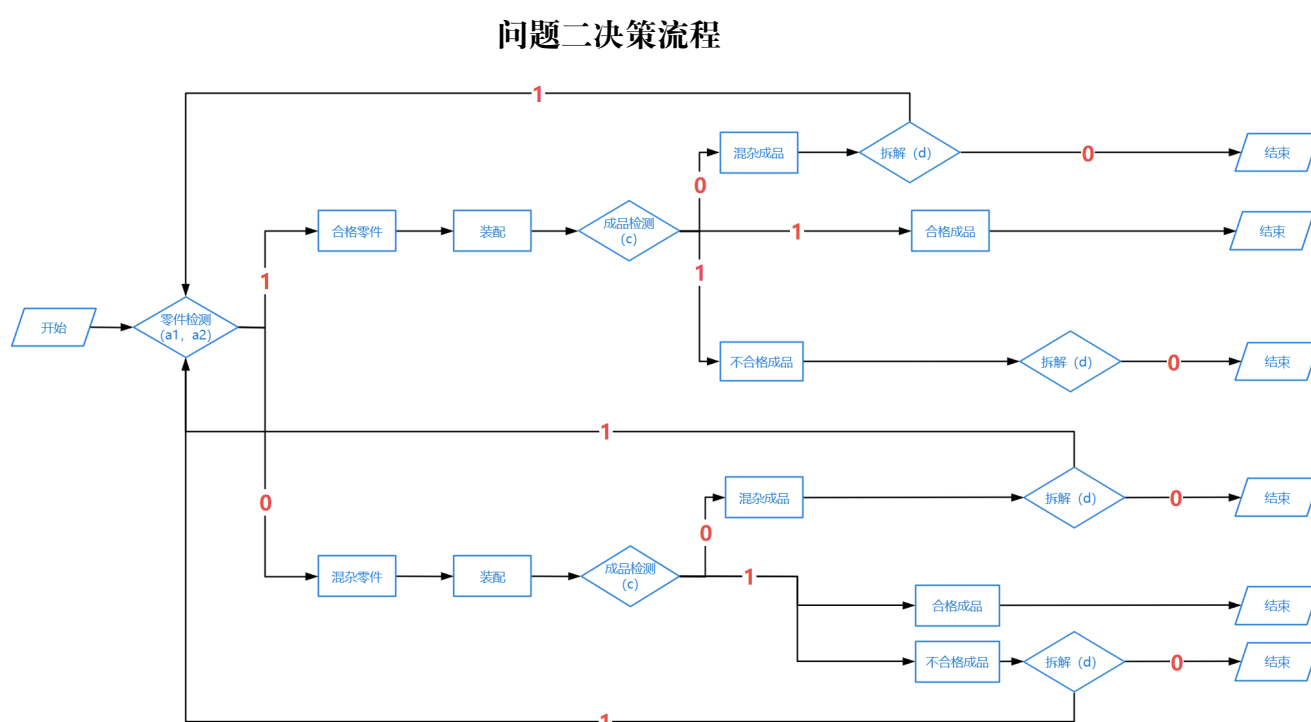 问题二决策流程
1
混杂成品
拆解（d）
0
结束
0
合格零件
装配
成品检测
（c）
1
合格成品
结束
1
1
开始
零件检测
（a1，a2）
不合格成品
拆解（d）
0
结束
1
0
混杂成品
拆解（d）
0
结束
0
混杂零件
装配
成品检测
（c）
1
合格成品
结束
不合格成品
拆解（d）
0
结束
1